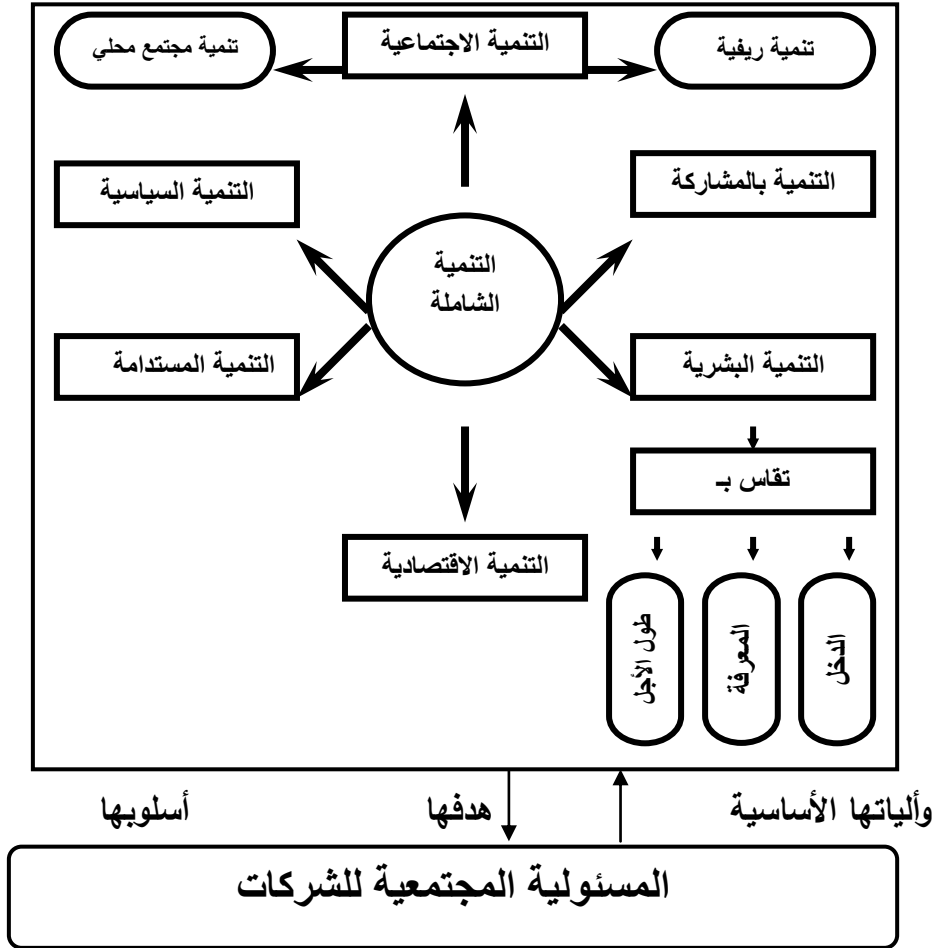 تنمية ريفية
التنمية الاجتماعية
تنمية مجتمع محلي
التنمية بالمشاركة
التنمية السياسية
التنمية
الشاملة
التنمية البشرية
التنمية المستدامة
تقاس بـ
التنمية الاقتصادية
الدخل
المعرفة
طول الأجل
وألياتها الأساسية
هدفها
أسلوبها
المسئولية المجتمعية للشركات